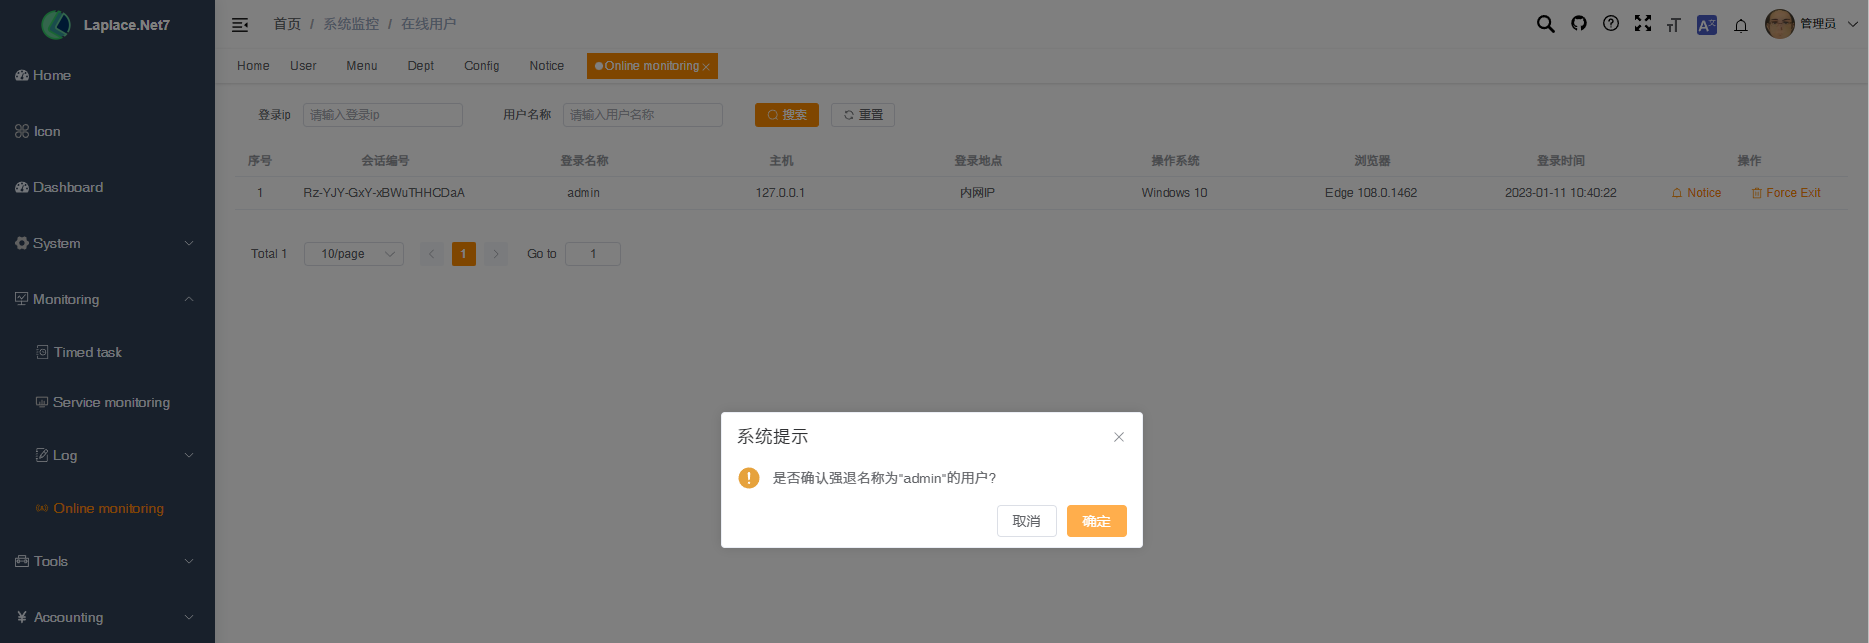 Laplace.Net7
首页 / 系统监控 / 在线用户
管理员
Home
Icon
Dashboard
System
Monitoring
Timed task
Service monitoring
Log
Online monitoring
Tools
¥ Accounting
Home User Menu Dept Config Notice Online monitoring ×
登录ip 请输入登录ip 用户名称 请输入用户名称 搜索 重置
序号 会话编号 登录名称 主机 登录地点 操作系统 浏览器 登录时间 操作
1 Rz-YJY-GxY-xBWuTHHCDaA admin 127.0.0.1 内网IP Windows 10 Edge 108.0.1462 2023-01-11 10:40:22 Notice Force Exit
Total 1 10/page 1 Go to 1
系统提示
是否确认强退名称为"admin"的用户?
取消 确定